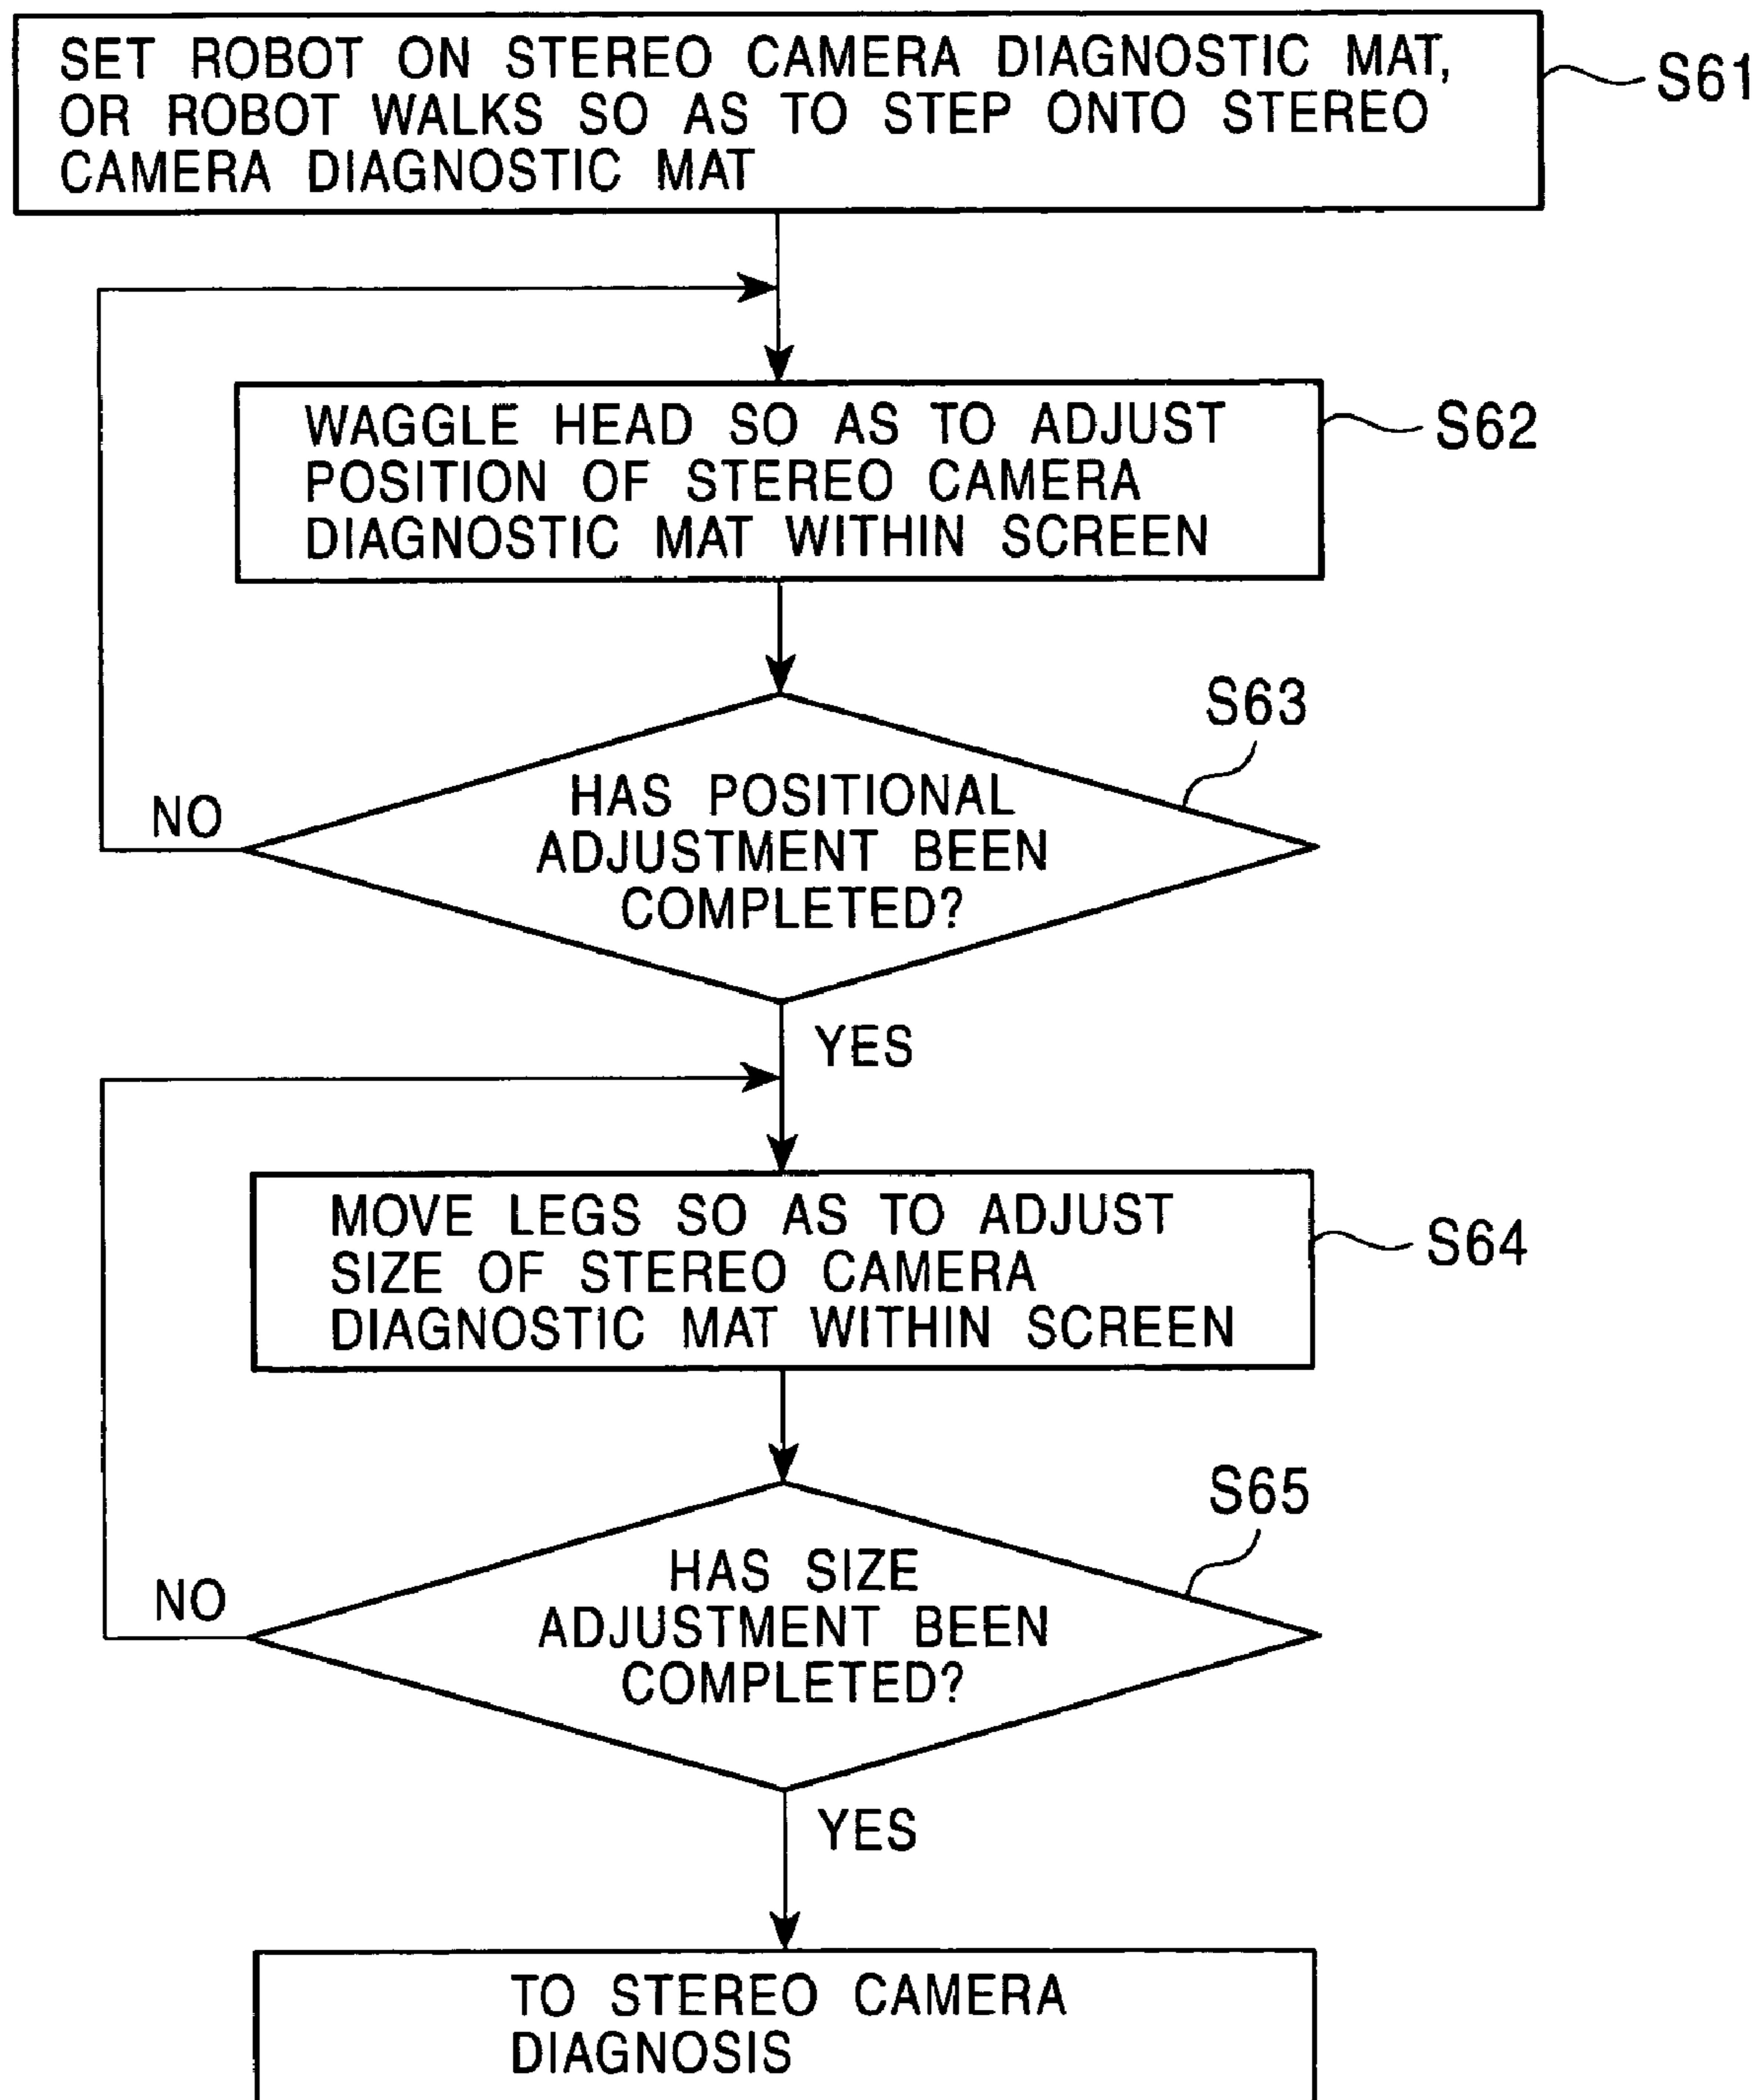 SET ROBOT ON STEREO CAMERA DIAGNOSTIC MAT,
OR ROBOT WALKS SO AS TO STEP ONTO STEREO
CAMERA DIAGNOSTIC MAT
S61
WAGGLE HEAD SO AS TO ADJUST
POSITION OF STEREO CAMERA
DIAGNOSTIC MAT WITHIN SCREEN
S62
S63
HAS POSITIONAL
ADJUSTMENT BEEN
COMPLETED?
NO
YES
MOVE LEGS SO AS TO ADJUST
SIZE OF STEREO CAMERA
DIAGNOSTIC MAT WITHIN SCREEN
S64
S65
HAS SIZE
ADJUSTMENT BEEN
COMPLETED?
NO
YES
TO STEREO CAMERA
DIAGNOSIS